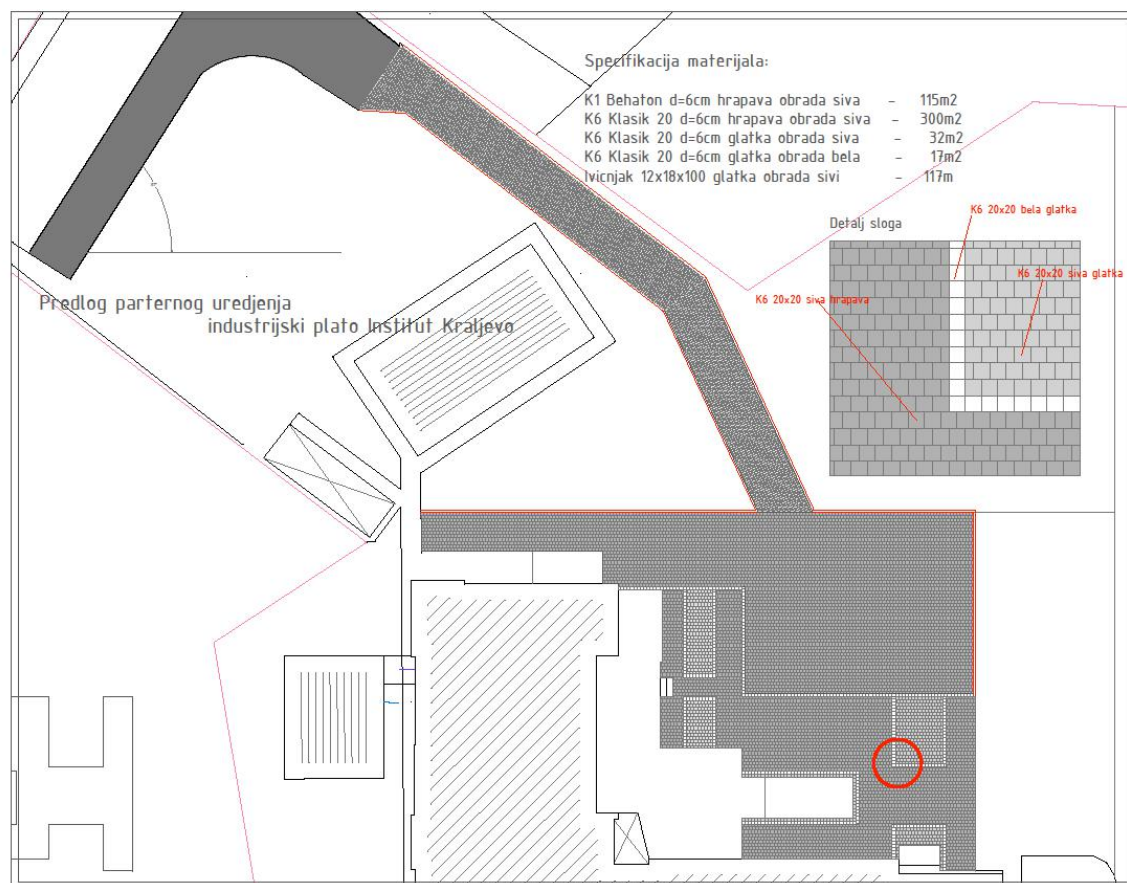 Specifikacija materijala:
K1 Behaton d=6cm hrapava obrada siva - 115m2
K6 Klasik 20 d=6cm hrapava obrada siva - 300m2
K6 Klasik 20 d=6cm glatka obrada siva - 32m2
K6 Klasik 20 d=6cm glatka obrada bela - 17m2
Ivicnjak 12x18x100 glatka obrada sivi - 117m
Detalj sloga
K6 20x20 bela glatka
K6 20x20 siva glatka
K6 20x20 siva hrapava
Predlog parternog uredjenja
industrijski plato Institut Kraljevo